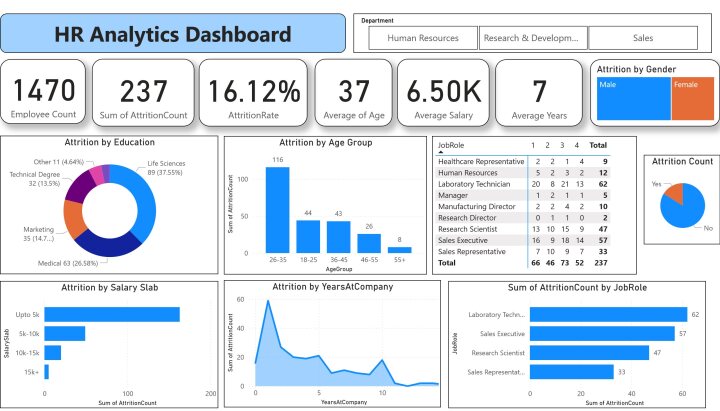 HR Analytics Dashboard
Department
Human Resources
Research & Developm...
Sales
1470
Employee Count
237
Sum of AttritionCount
16.12%
AttritionRate
37
Average of Age
6.50K
Average Salary
7
Average Years
Attrition by Gender
Male
Female
Attrition by Education
Other 11 (4.64%)
Technical Degree
32 (13.5%)
Marketing
35 (14.7...)
Medical 63 (26.58%)
Life Sciences
89 (37.55%)
Attrition by Age Group
Sum of AttritionCount
100
50
0
116
44
43
26
8
26-35
18-25
36-45
46-55
55+
AgeGroup
JobRole 1 2 3 4 Total
Healthcare Representative 2 2 1 4 9
Human Resources 5 2 3 2 12
Laboratory Technician 20 8 21 13 62
Manager 1 2 1 1 5
Manufacturing Director 2 2 4 2 10
Research Director 0 1 1 0 2
Research Scientist 13 10 15 9 47
Sales Executive 16 9 18 14 57
Sales Representative 7 10 9 7 33
Total 66 46 73 52 237
Attrition Count
Yes
No
Attrition by Salary Slab
SalarySlab
Upto 5k
5k-10k
10k-15k
15k+
0
100
200
Sum of AttritionCount
Attrition by YearsAtCompany
Sum of AttritionCount
60
40
20
0
0
5
10
YearsAtCompany
Sum of AttritionCount by JobRole
JobRole
Laboratory Techn... 62
Sales Executive 57
Research Scientist 47
Sales Representat... 33
0
20
40
60
Sum of AttritionCount